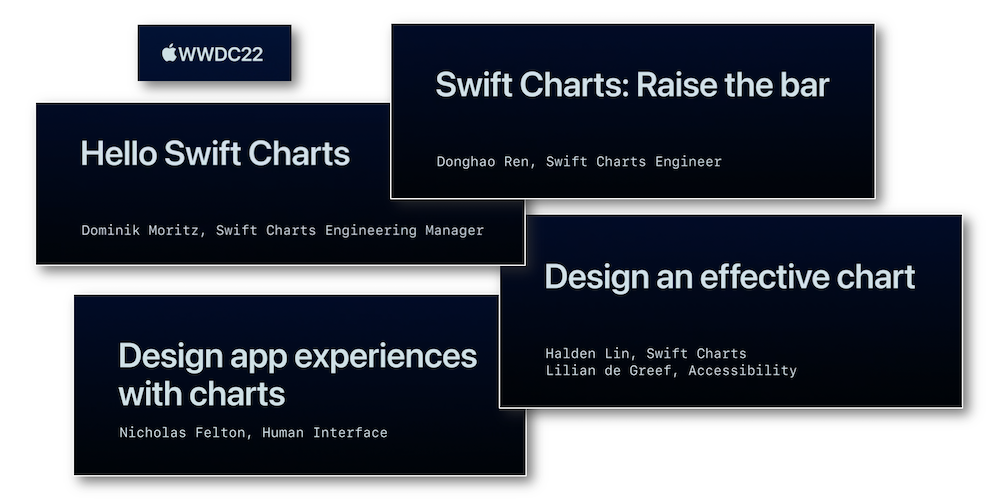 WWDC22
Swift Charts: Raise the bar
Donghao Ren, Swift Charts Engineer
Hello Swift Charts
Dominik Moritz, Swift Charts Engineering Manager
Design an effective chart
Halden Lin, Swift Charts
Lilian de Greef, Accessibility
Design app experiences
with charts
Nicholas Felton, Human Interface